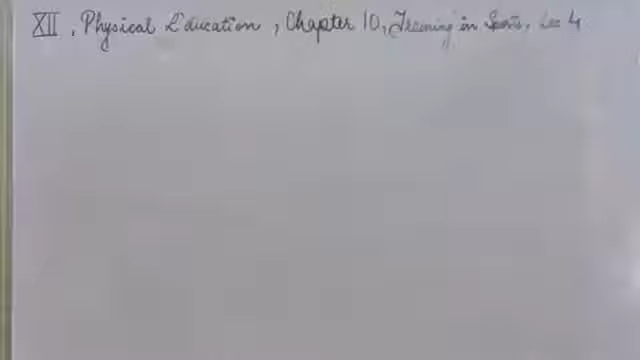 XII, Physical Education, Chapter 10, Training in Sports, Lec 4